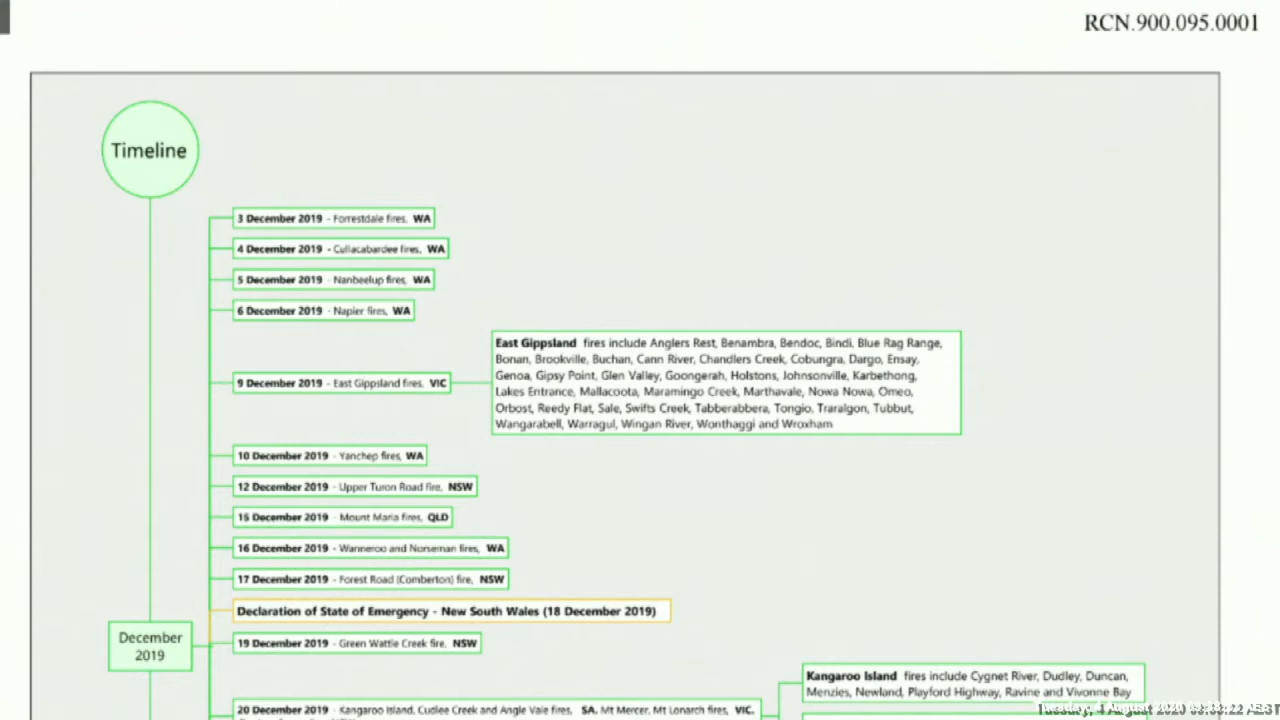 RCN.900.095.0001
Timeline
3 December 2019 - Forrestdale fires, WA
4 December 2019 - Cullacabardee fires, WA
5 December 2019 - Nanbeelup fires, WA
6 December 2019 - Napier fires, WA
East Gippsland fires include Anglers Rest, Benambra, Bendoc, Bindi, Blue Rag Range,
Bonan, Brookville, Buchan, Cann River, Chandlers Creek, Cobungra, Dargo, Ensay,
9 December 2019 - East Gippsland fires, VIC
Genoa, Gipsy Point, Glen Valley, Goongerah, Holstons, Johnsonville, Karbethong,
Lakes Entrance, Mallacoota, Maramingo Creek, Marthavale, Nowa Nowa, Omeo,
Orbost, Reedy Flat, Sale, Swifts Creek, Tabberabbera, Tongio, Traralgon, Tubbut,
Wangarabell, Warragul, Wingan River, Wonthaggi and Wroxham
10 December 2019 - Yanchep fires, WA
12 December 2019 - Upper Turon Road fire, NSW
15 December 2019 - Mount Maria fires, QLD
16 December 2019 - Wanneroo and Norseman fires, WA
17 December 2019 - Forest Road (Comberton) fire, NSW
Declaration of State of Emergency - New South Wales (18 December 2019)
December
2019
19 December 2019 - Green Wattle Creek fire, NSW
Kangaroo Island fires include Cygnet River, Dudley, Duncan,
Menzies, Newland, Playford Highway, Ravine and Vivonne Bay
20 December 2019 - Kangaroo Island, Cudlee Creek and Angle Vale fires, SA, Mt Mercer, Mt Lonarch fires, VIC,
Tuesday, 4 August 2020 AEST